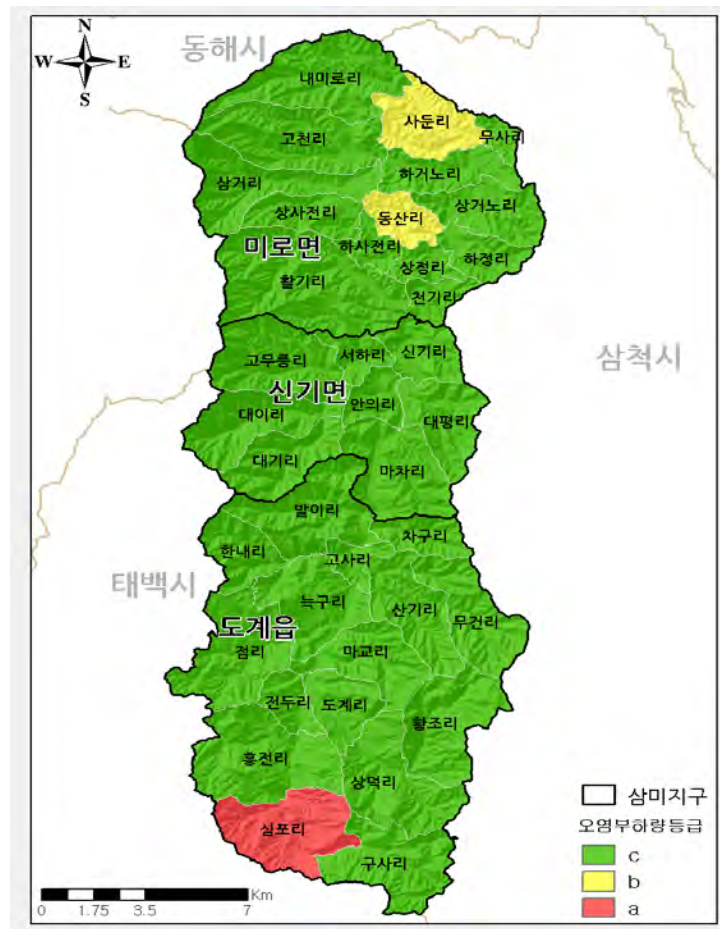 N
동해시
W
E
S
내미로리
사둔리
무사리
고천리
하거노리
삼거리
상거노리
상사전리
동산리
미로면
하사전리
하정리
상정리
활기리
천기리
고무릉리
서하리
신기리
삼척시
신기면
안의리
대이리
대평리
대기리
마차리
발이리
차구리
한내리
고사리
태백시
늑구리
산기리
무건리
도계읍
점리
마교리
전두리
도계리
황조리
흥전리
상덕리
심포리
구사리
삼미지구
오염부하량등급
c
b
a
Km
0 1.75 3.5 7